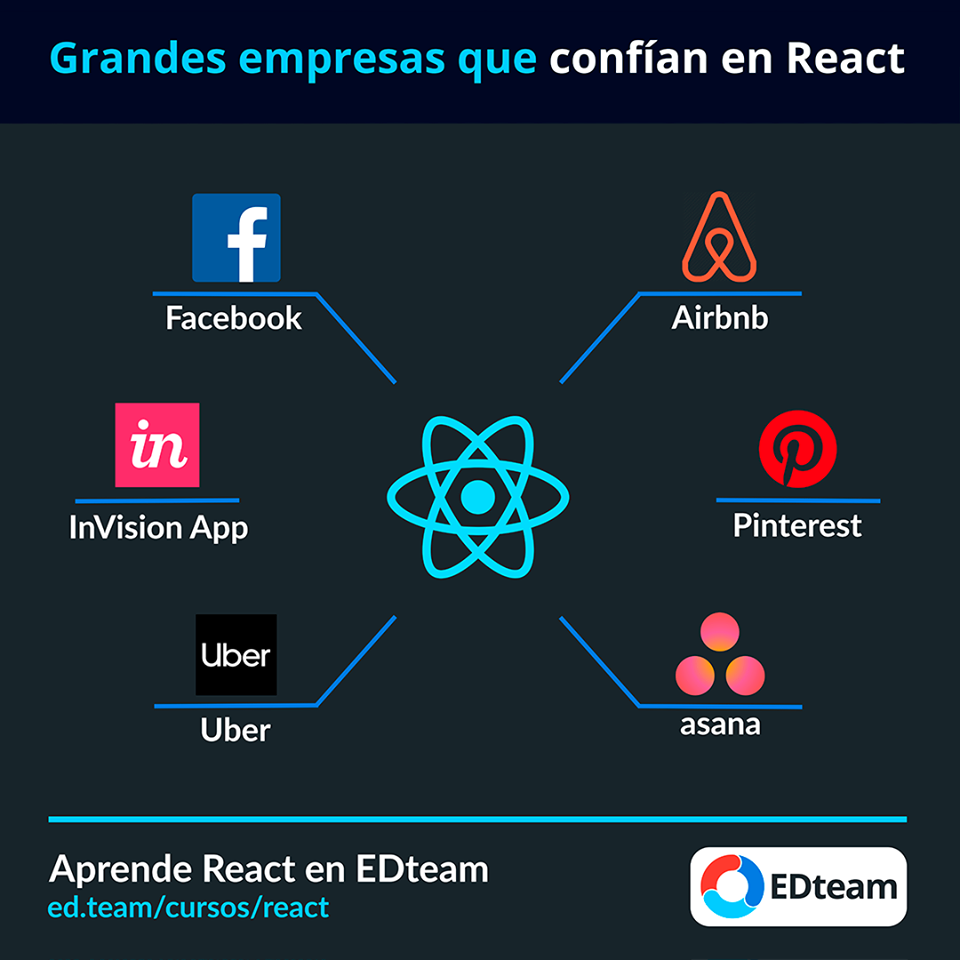 Grandes empresas que confían en React
f
Facebook
Airbnb
in
InVision App
Pinterest
Uber
Uber
asana
Aprende React en EDteam
ed.team/cursos/react
EDteam